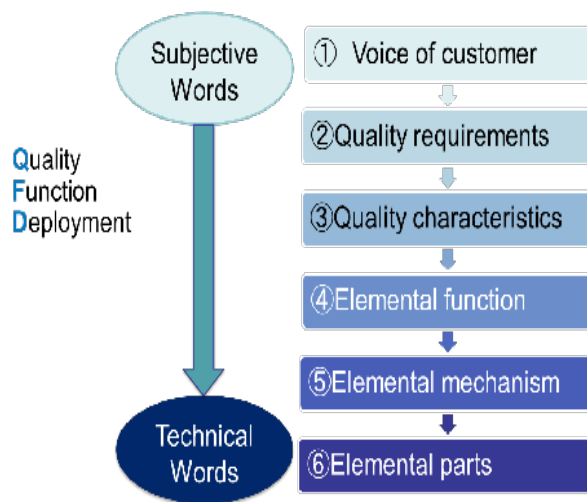 Subjective
Words
① Voice of customer
②Quality requirements
Quality
Function
Deployment
③Quality characteristics
④Elemental function
⑤Elemental mechanism
Technical
Words
⑥Elemental parts